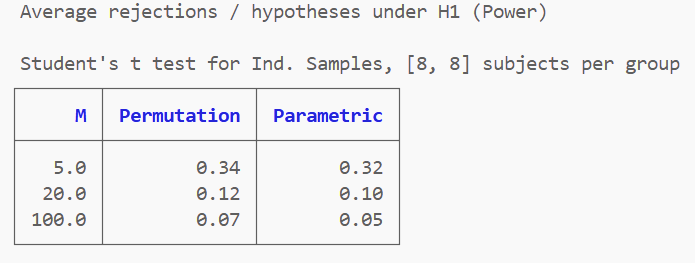 Average rejections / hypotheses under H1 (Power)
Student's t test for Ind. Samples, [8, 8] subjects per group
M Permutation Parametric
5.0 0.34 0.32
20.0 0.12 0.10
100.0 0.07 0.05